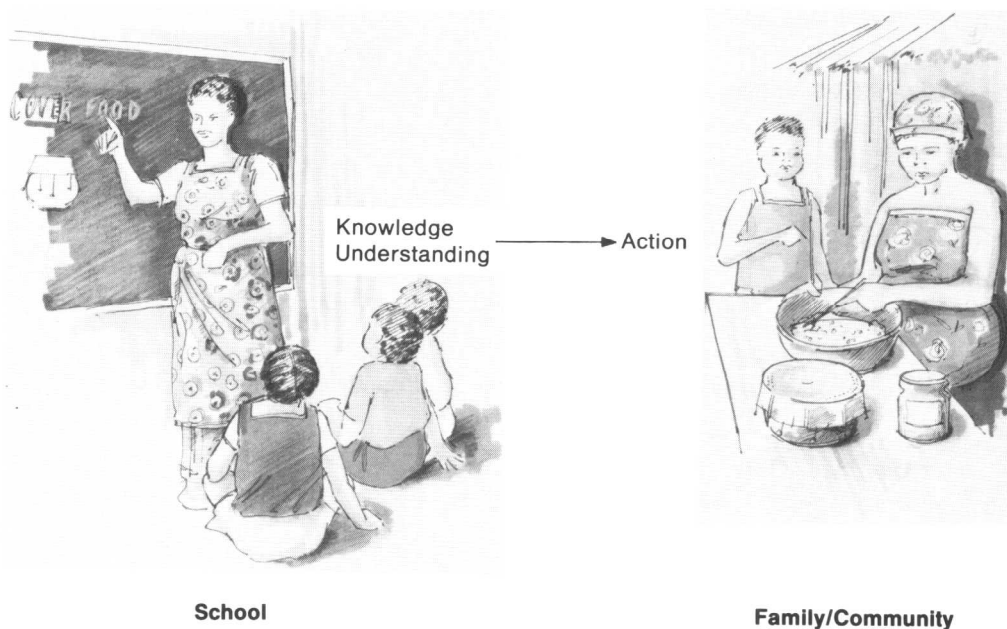 COVER FOOD
Knowledge
Understanding
Action
School
Family/Community